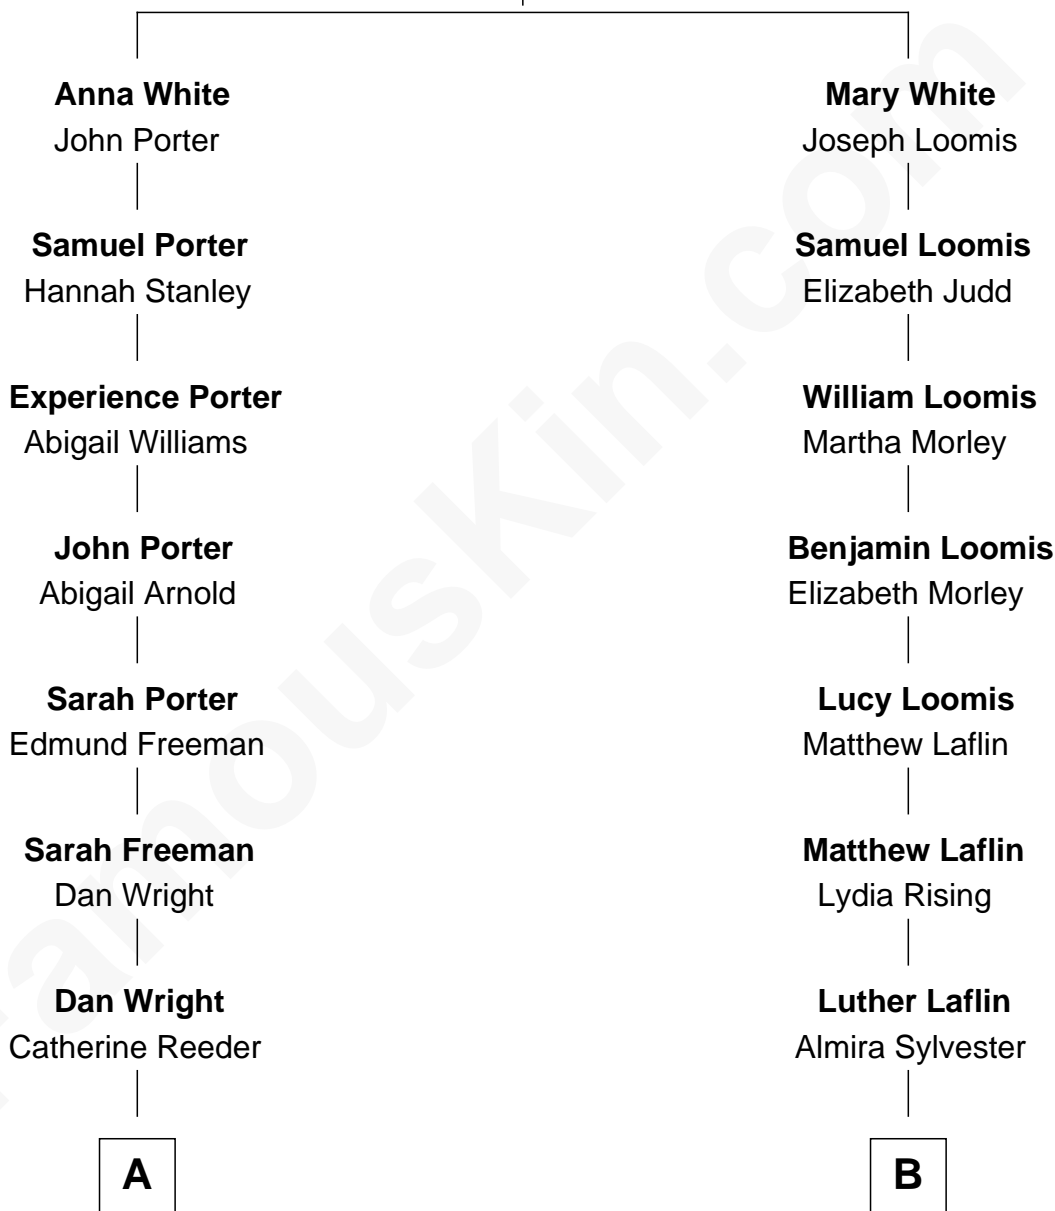 Anna White
John Porter
Samuel Porter
Hannah Stanley
Experience Porter
Abigail Williams
John Porter
Abigail Arnold
Sarah Porter
Edmund Freeman
Sarah Freeman
Dan Wright
Dan Wright
Catherine Reeder
A
Mary White
Joseph Loomis
Samuel Loomis
Elizabeth Judd
William Loomis
Martha Morley
Benjamin Loomis
Elizabeth Morley
Lucy Loomis
Matthew Laflin
Matthew Laflin
Lydia Rising
Luther Laflin
Almira Sylvester
B
FamousKin.com